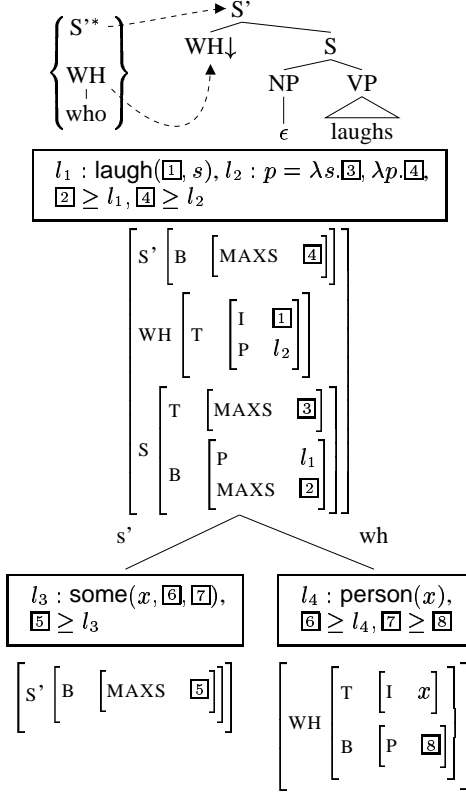 S'
S'* WH↓ S
WH NP VP
who ϵ laughs
l₁ : laugh(1, s), l₂ : p = λs.3, λp.4,
2 ≥ l₁, 4 ≥ l₂
S' B MAXS 4
WH T I 1
P l₂
S T MAXS 3
B P l₁
MAXS 2
s' wh
l₃ : some(x, 6, 7),
5 ≥ l₃
l₄ : person(x),
6 ≥ l₄, 7 ≥ 8
S' B MAXS 5
WH T I x
B P 8